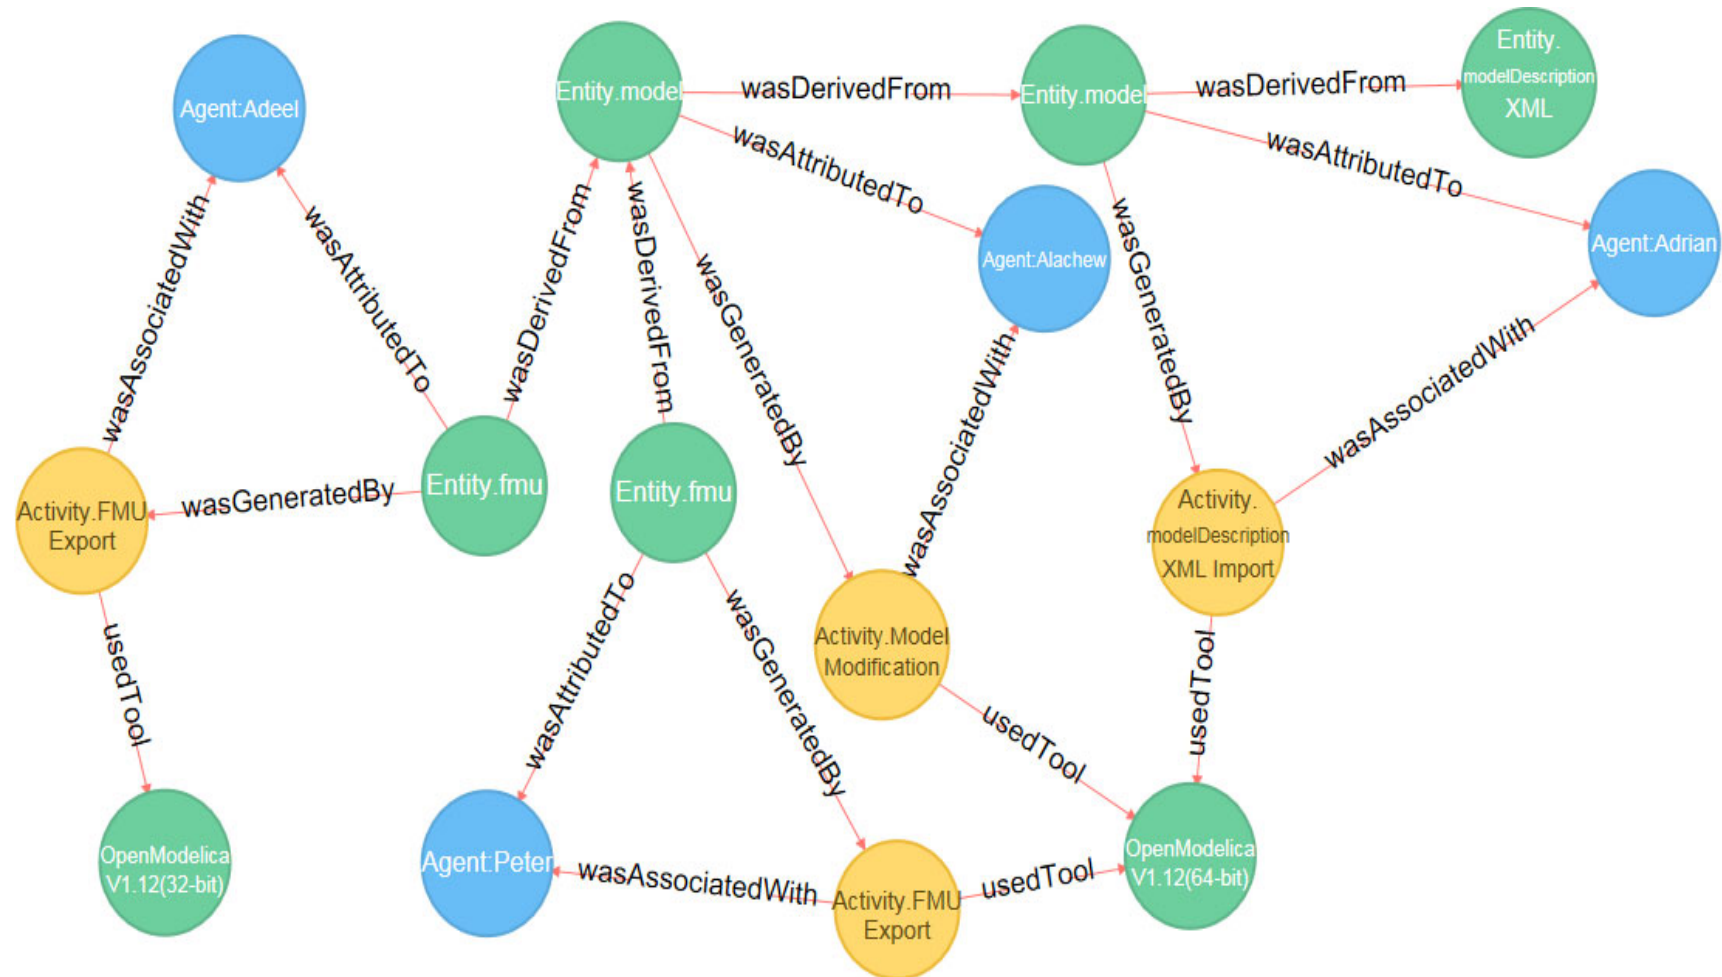 Entity.
modelDescription
XML
Entity.model
wasDerivedFrom
Entity.model
wasDerivedFrom
Agent:Adeel
wasAttributedTo
wasAttributedTo
Agent:Alachew
Agent:Adrian
wasAssociatedWith
wasAttributedTo
wasDerivedFrom
wasDerivedFrom
wasGeneratedBy
wasGeneratedBy
wasAssociatedWith
wasAssociatedWith
Activity.FMU
Export
wasGeneratedBy
Entity.fmu
Entity.fmu
Activity.
modelDescription
XML Import
usedTool
wasAttributedTo
wasGeneratedBy
Activity.Model
Modification
usedTool
usedTool
OpenModelica
V1.12(32-bit)
Agent:Peter
wasAssociatedWith
Activity.FMU
Export
usedTool
OpenModelica
V1.12(64-bit)